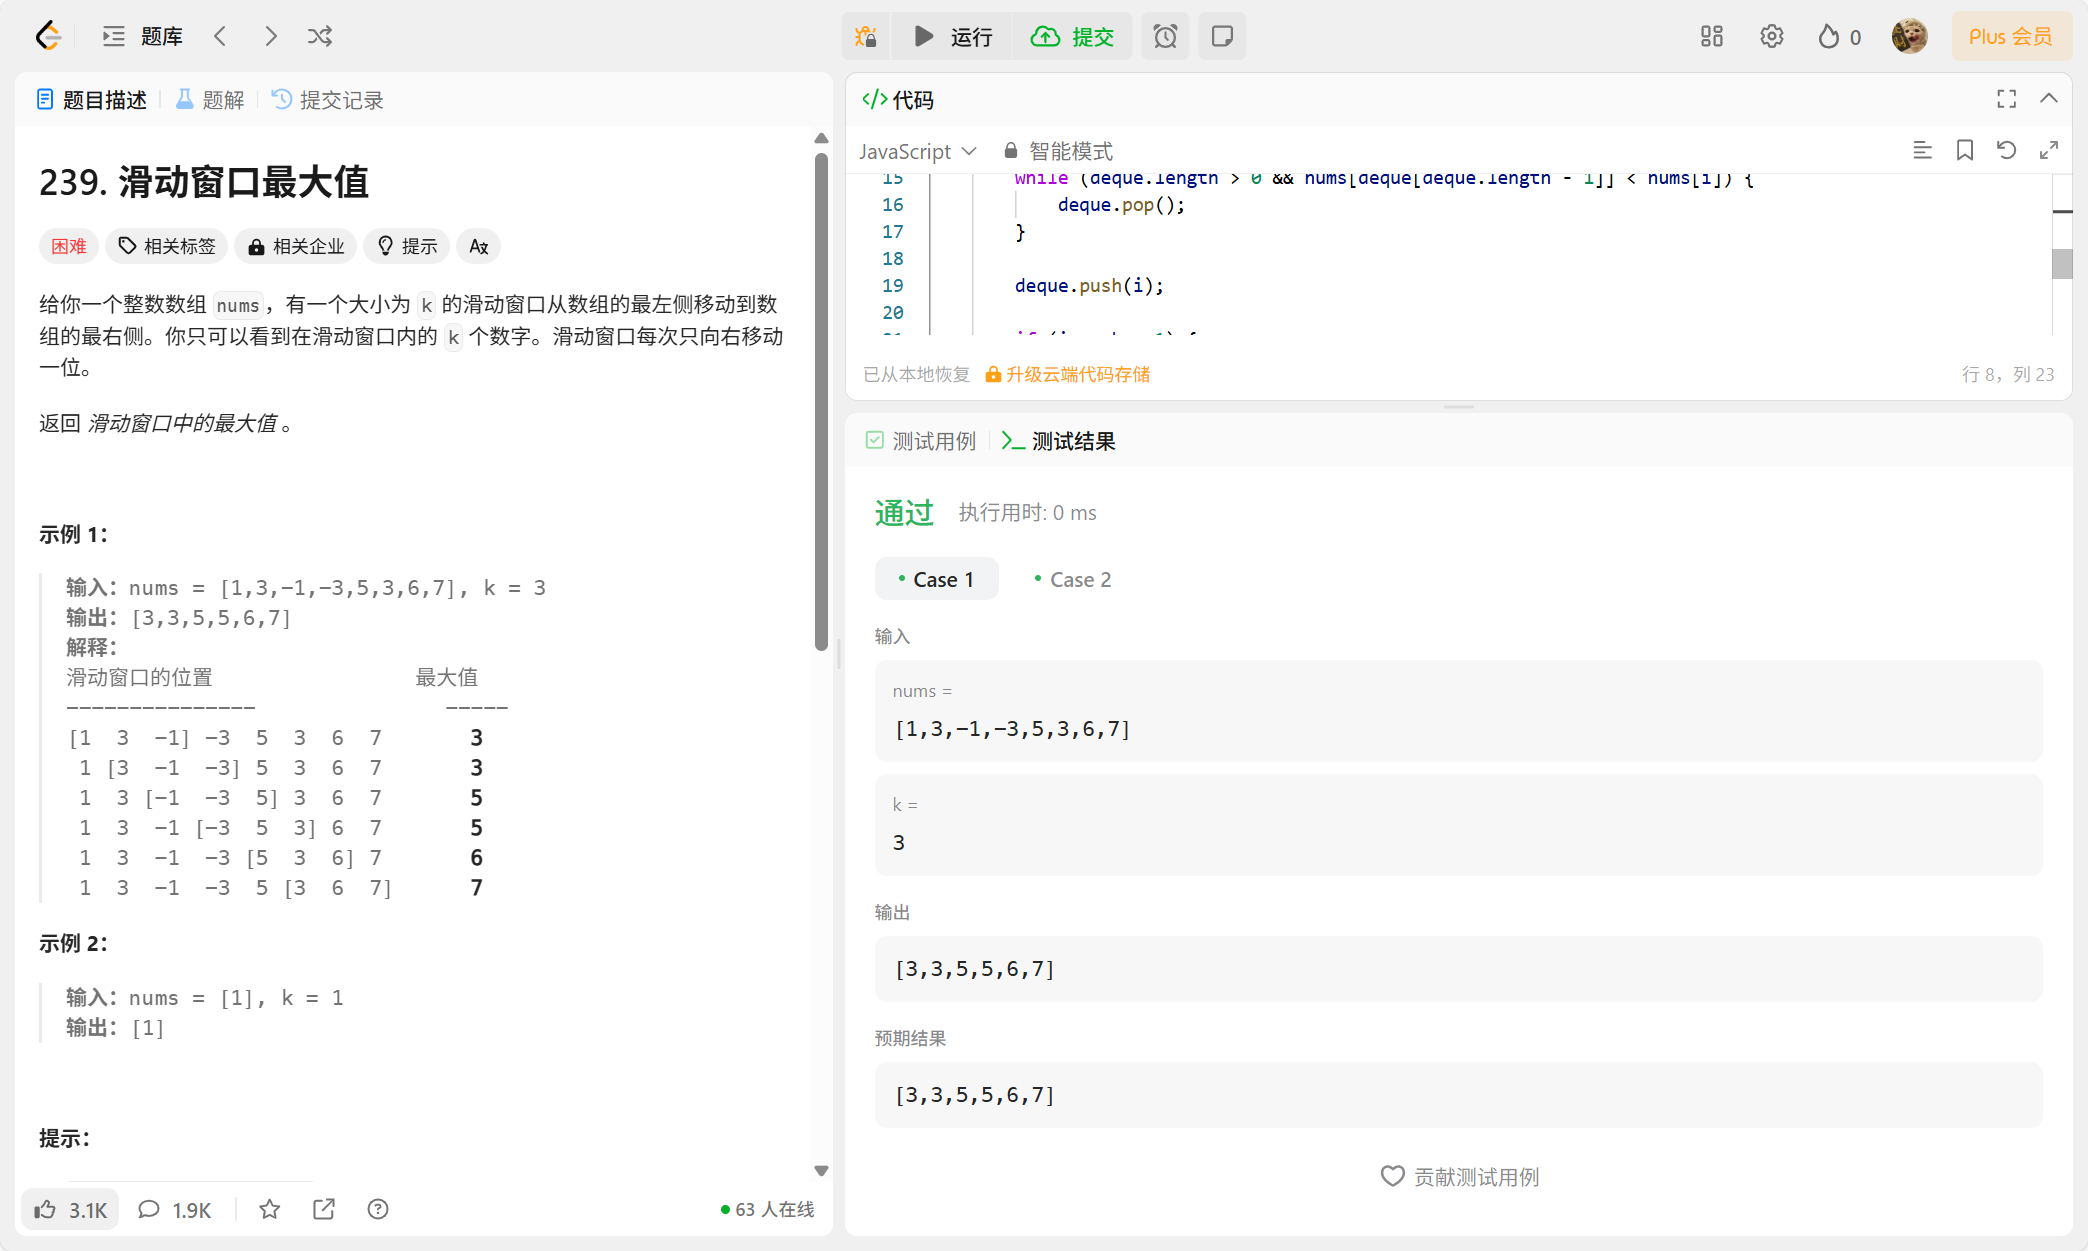 题库
运行
提交
0
Plus 会员
题目描述
题解
提交记录
239. 滑动窗口最大值
困难
相关标签
相关企业
提示
给你一个整数数组 nums，有一个大小为 k 的滑动窗口从数组的最左侧移动到数
组的最右侧。你只可以看到在滑动窗口内的 k 个数字。滑动窗口每次只向右移动
一位。
返回 滑动窗口中的最大值 。
示例 1：
输入：nums = [1,3,-1,-3,5,3,6,7], k = 3
输出：[3,3,5,5,6,7]
解释：
滑动窗口的位置 最大值
--------------- -----
[1 3 -1] -3 5 3 6 7 3
1 [3 -1 -3] 5 3 6 7 3
1 3 [-1 -3 5] 3 6 7 5
1 3 -1 [-3 5 3] 6 7 5
1 3 -1 -3 [5 3 6] 7 6
1 3 -1 -3 5 [3 6 7] 7
示例 2：
输入：nums = [1], k = 1
输出：[1]
提示：
3.1K
1.9K
63 人在线
代码
JavaScript
智能模式
15 while (deque.length > 0 && nums[deque[deque.length - 1]] < nums[i]) {
16 deque.pop();
17 }
18
19 deque.push(i);
20
已从本地恢复
升级云端代码存储
行 8，列 23
测试用例
测试结果
通过
执行用时: 0 ms
Case 1
Case 2
输入
nums =
[1,3,-1,-3,5,3,6,7]
k =
3
输出
[3,3,5,5,6,7]
预期结果
[3,3,5,5,6,7]
贡献测试用例